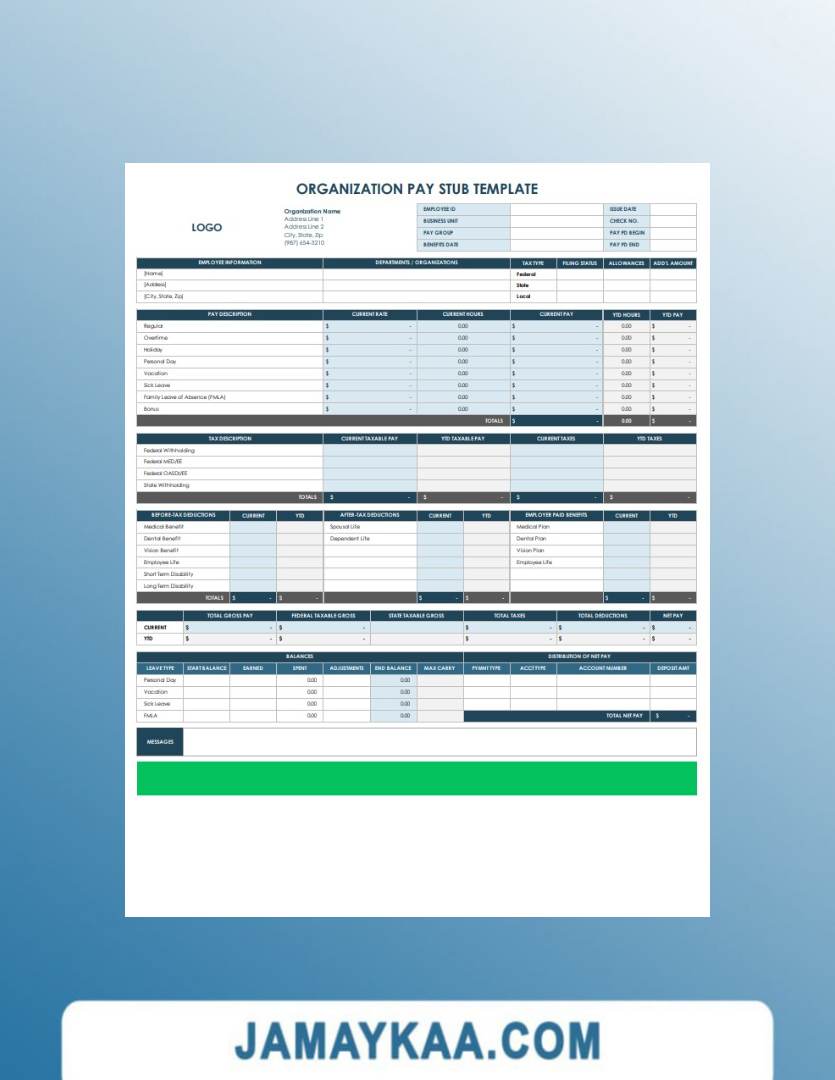 ORGANIZATION PAY STUB TEMPLATE
LOGO
Organization Name
Address Line 1
Address Line 2
City, State, Zip
(987) 654-3210
EMPLOYEE ID ISSUE DATE
BUSINESS UNIT CHECK NO.
PAY GROUP PAY PD BEGIN
BENEFITS DATE PAY PD END
EMPLOYEE INFORMATION DEPARTMENTS / ORGANIZATIONS TAX TYPE FILING STATUS ALLOWANCES ADD'L AMOUNT
[Name] Federal
[Address] State
[City, State, Zip] Local
PAY DESCRIPTION CURRENT RATE CURRENT HOURS CURRENT PAY YTD HOURS YTD PAY
Regular $ - 0.00 $ - 0.00 $ -
Overtime $ - 0.00 $ - 0.00 $ -
Holiday $ - 0.00 $ - 0.00 $ -
Personal Day $ - 0.00 $ - 0.00 $ -
Vacation $ - 0.00 $ - 0.00 $ -
Sick Leave $ - 0.00 $ - 0.00 $ -
Family Leave of Absence (FMLA) $ - 0.00 $ - 0.00 $ -
Bonus $ - 0.00 $ - 0.00 $ -
TOTALS $ - 0.00 $ -
TAX DESCRIPTION CURRENT TAXABLE PAY YTD TAXABLE PAY CURRENT TAXES YTD TAXES
Federal Withholding
Federal MED/EE
Federal OASDI/EE
State Withholding
TOTALS $ - $ - $ - $ -
BEFORE-TAX DEDUCTIONS CURRENT YTD AFTER-TAX DEDUCTIONS CURRENT YTD EMPLOYER PAID BENEFITS CURRENT YTD
Medical Benefit Spousal Life Medical Plan
Dental Benefit Dependent Life Dental Plan
Vision Benefit Vision Plan
Employee Life Employee Life
Short Term Disability
Long Term Disability
TOTALS $ - $ - $ - $ - $ - $ -
TOTAL GROSS PAY FEDERAL TAXABLE GROSS STATE TAXABLE GROSS TOTAL TAXES TOTAL DEDUCTIONS NET PAY
CURRENT $ - $ - $ - $ - $ -
YTD $ - $ - $ - $ - $ -
BALANCES DISTRIBUTION OF NET PAY
LEAVE TYPE START BALANCE EARNED SPENT ADJUSTMENTS END BALANCE MAX CARRY PYMNT TYPE ACCT TYPE ACCOUNT NUMBER DEPOSIT AMT
Personal Day 0.00 0.00
Vacation 0.00 0.00
Sick Leave 0.00 0.00
FMLA 0.00 0.00 TOTAL NET PAY $ -
MESSAGES
JAMAYKAA.COM